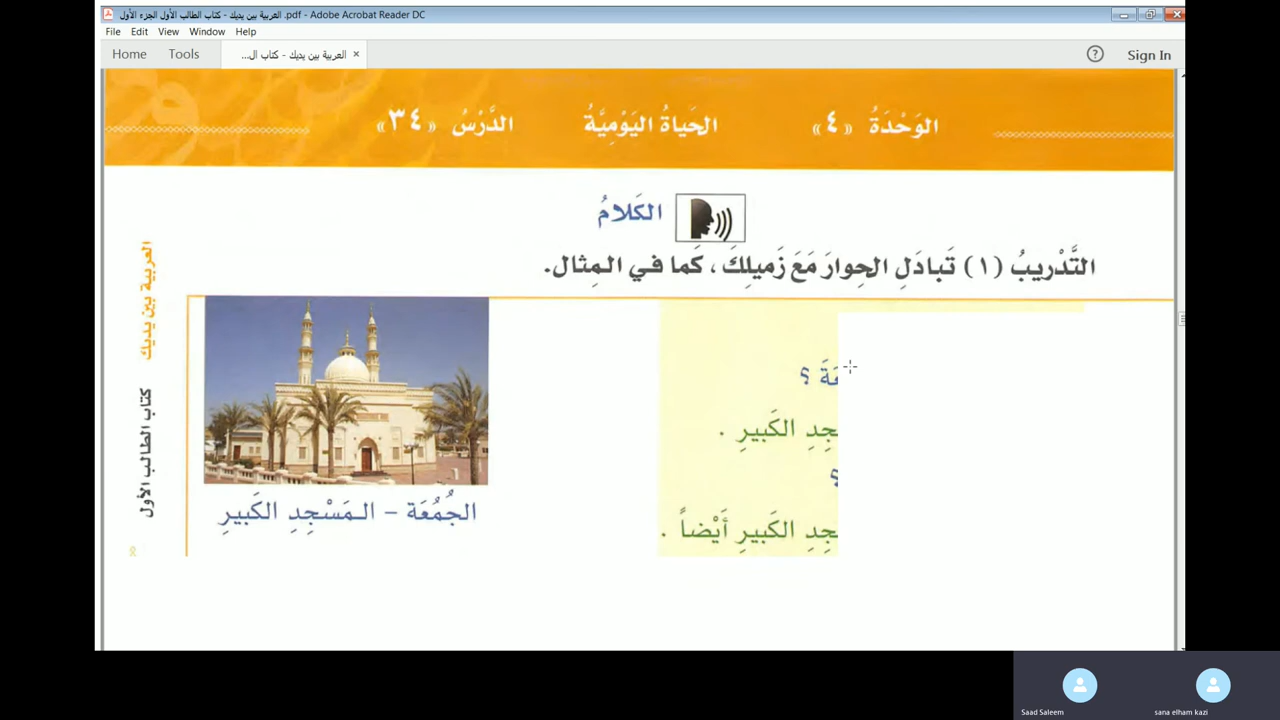 العربية بين يديك - كتاب الطالب الأول الجزء الأول .pdf - Adobe Acrobat Reader DC
File Edit View Window Help
Home Tools العربية بين يديك - كتاب ال... × ? Sign In
الوَحْدَةُ «٤» الحَياةُ اليَوْمِيَّةُ الدَّرْسُ «٣٤»
الكَلامُ
التَّدْريبُ (١) تَبادَلِ الحِوارَ مَعَ زَميلِكَ ، كَما في المِثال.
عَةَ ؟
جِدِ الكَبيرِ .
؟
جِدِ الكَبيرِ أَيْضاً .
الجُمُعَة – المَسْجِدِ الكَبيرِ
العربية بين يديك
كتاب الطالب الأول
Saad Saleem
sana elham kazi